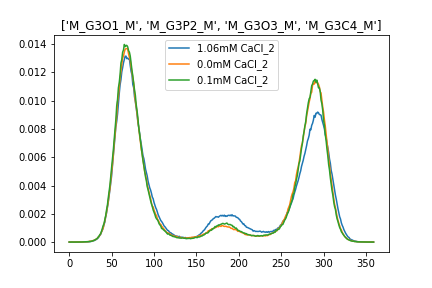 ['M_G3O1_M', 'M_G3P2_M', 'M_G3O3_M', 'M_G3C4_M']
1.06mM CaCl_2
0.0mM CaCl_2
0.1mM CaCl_2
0.014
0.012
0.010
0.008
0.006
0.004
0.002
0.000
0 50 100 150 200 250 300 350